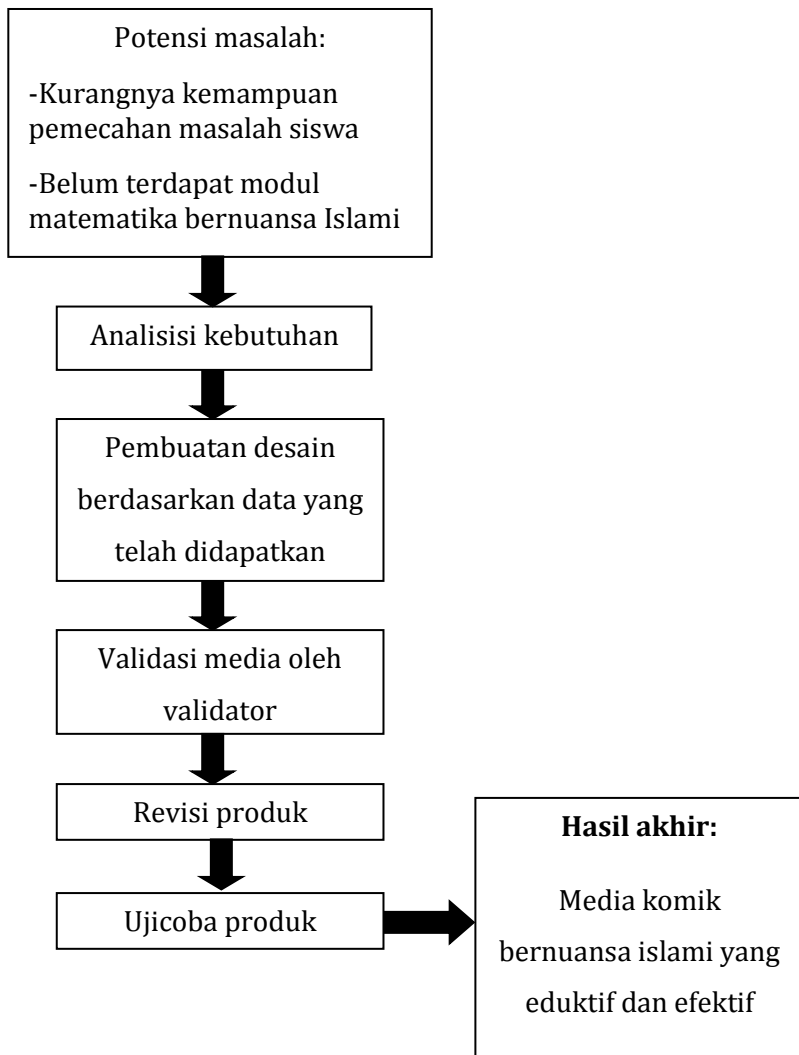 Potensi masalah:
-Kurangnya kemampuan
pemecahan masalah siswa
-Belum terdapat modul
matematika bernuansa Islami
Analisisi kebutuhan
Pembuatan desain
berdasarkan data yang
telah didapatkan
Validasi media oleh
validator
Revisi produk
Ujicoba produk
Hasil akhir:
Media komik
bernuansa islami yang
eduktif dan efektif